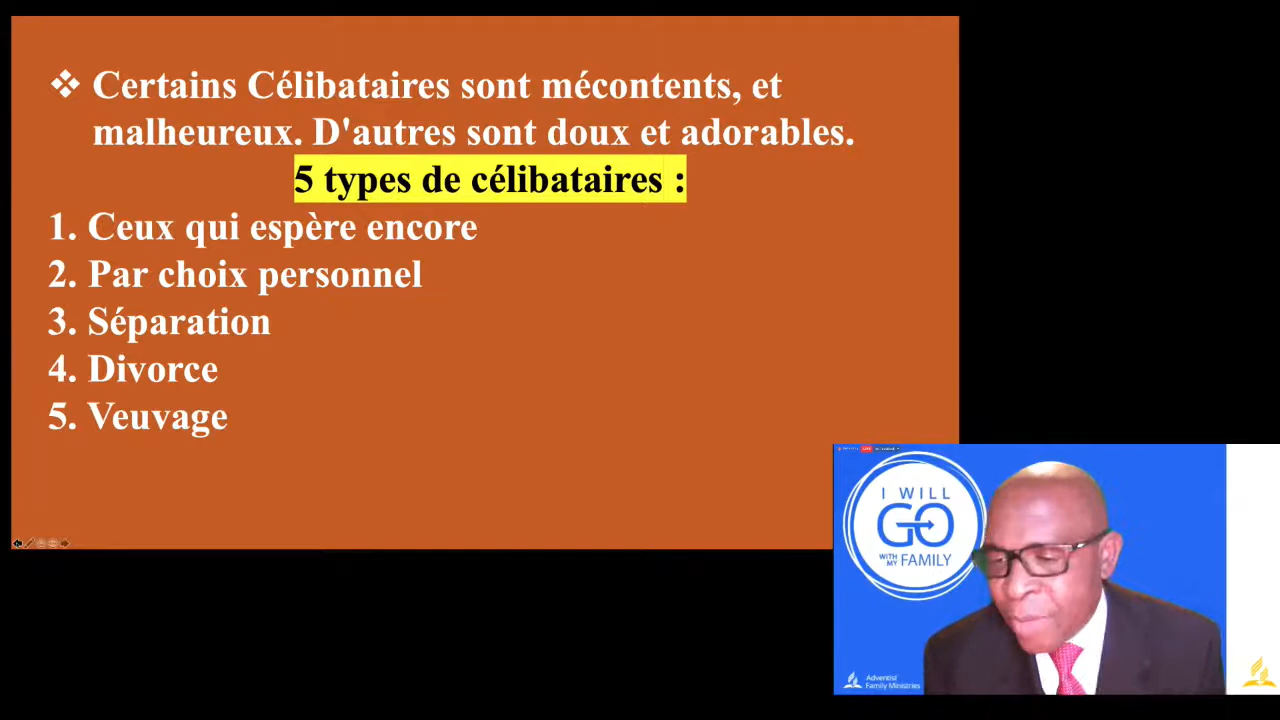 ❖ Certains Célibataires sont mécontents, et
malheureux. D'autres sont doux et adorables.
5 types de célibataires :
1. Ceux qui espère encore
2. Par choix personnel
3. Séparation
4. Divorce
5. Veuvage
I WILL
GO
WITH
MY FAMILY
Adventist
Family Ministries